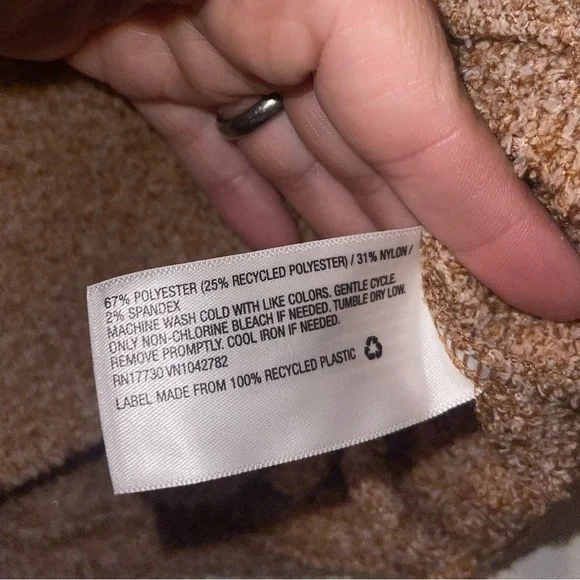 67% POLYESTER (25% RECYCLED POLYESTER) / 31% NYLON /
2% SPANDEX
MACHINE WASH COLD WITH LIKE COLORS. GENTLE CYCLE.
ONLY NON-CHLORINE BLEACH IF NEEDED. TUMBLE DRY LOW.
REMOVE PROMPTLY. COOL IRON IF NEEDED.
RN17730 VN1042782
LABEL MADE FROM 100% RECYCLED PLASTIC